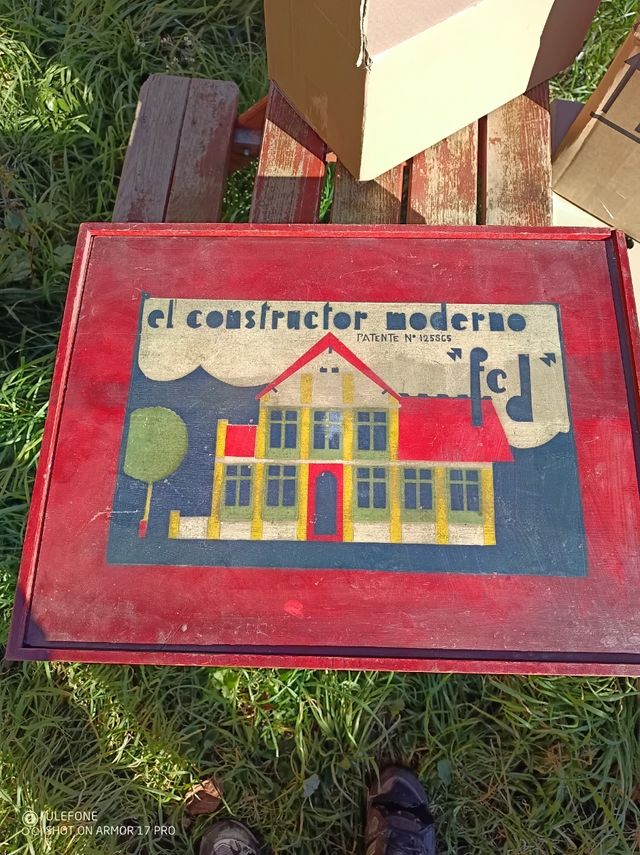 el constructor moderno
PATENTE Nº 125865
"fcd"
ULEFONE
SHOT ON ARMOR 17 PRO